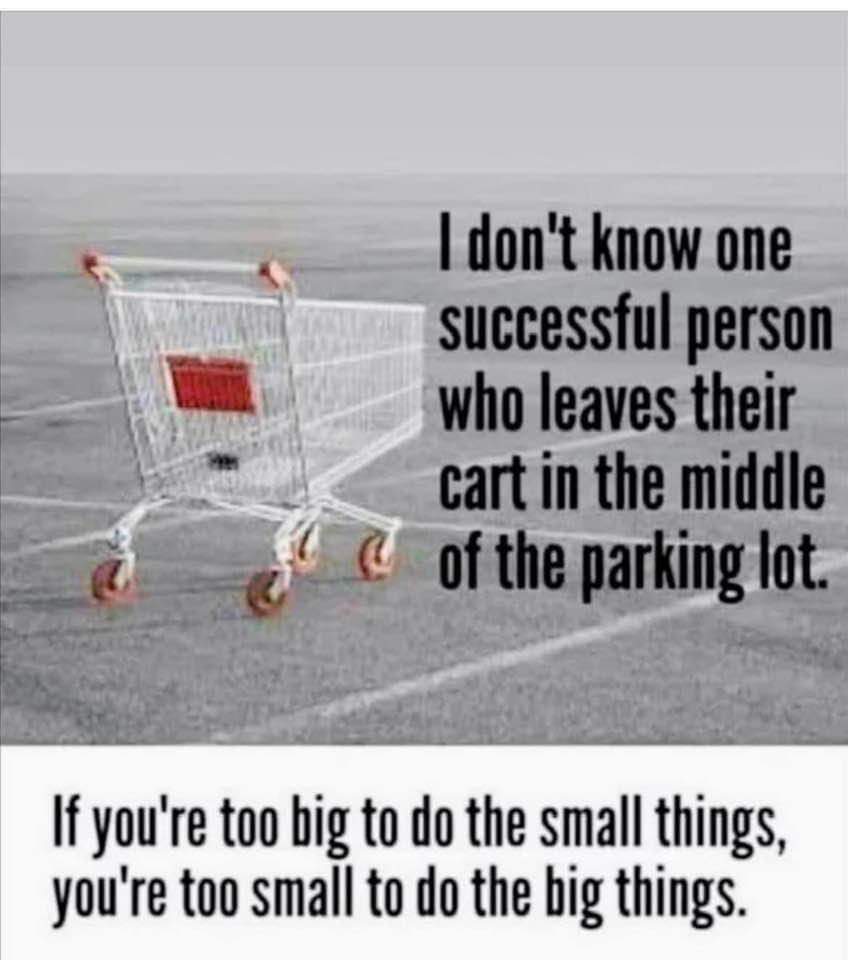 I don't know one
successful person
who leaves their
cart in the middle
of the parking lot.
If you're too big to do the small things,
you're too small to do the big things.